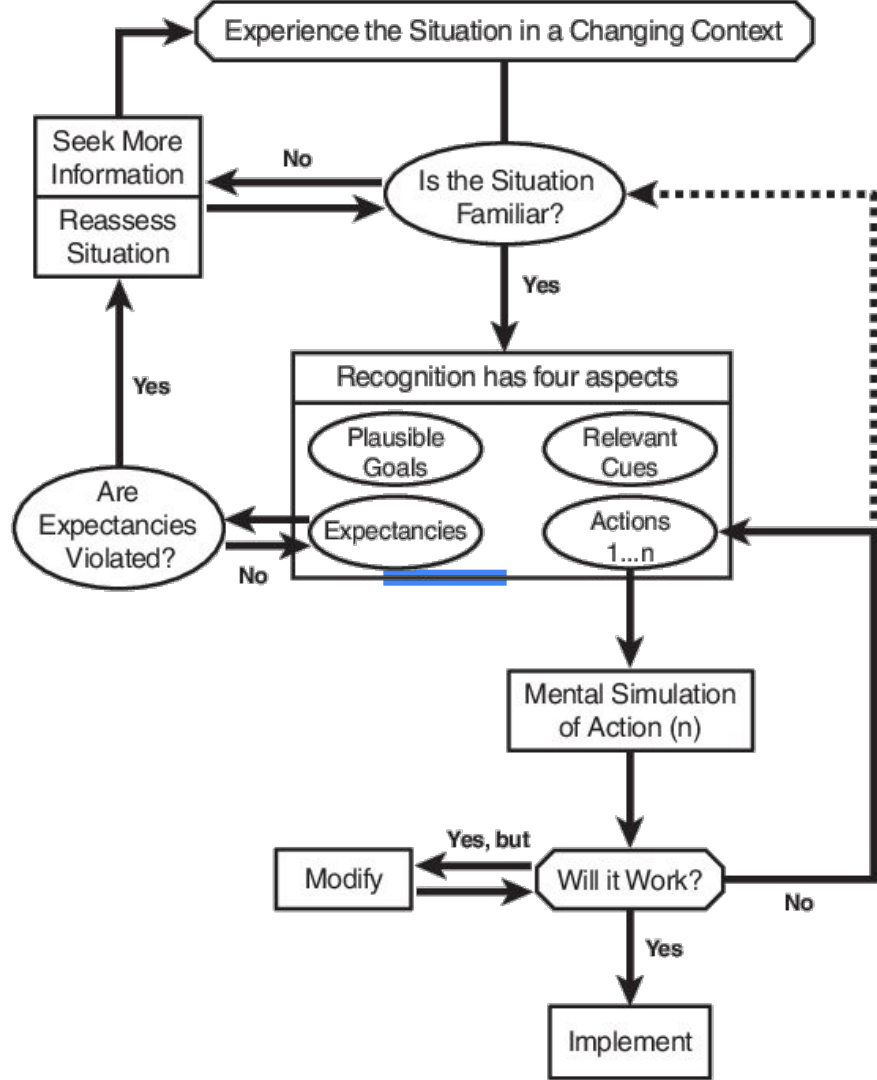 Experience the Situation in a Changing Context
Seek More
Information
Reassess
Situation
No
Is the Situation
Familiar?
Yes
Yes
Recognition has four aspects
Plausible
Goals
Relevant
Cues
Are
Expectancies
Violated?
No
Expectancies
Actions
1...n
Mental Simulation
of Action (n)
Yes, but
Modify
Will it Work?
No
Yes
Implement